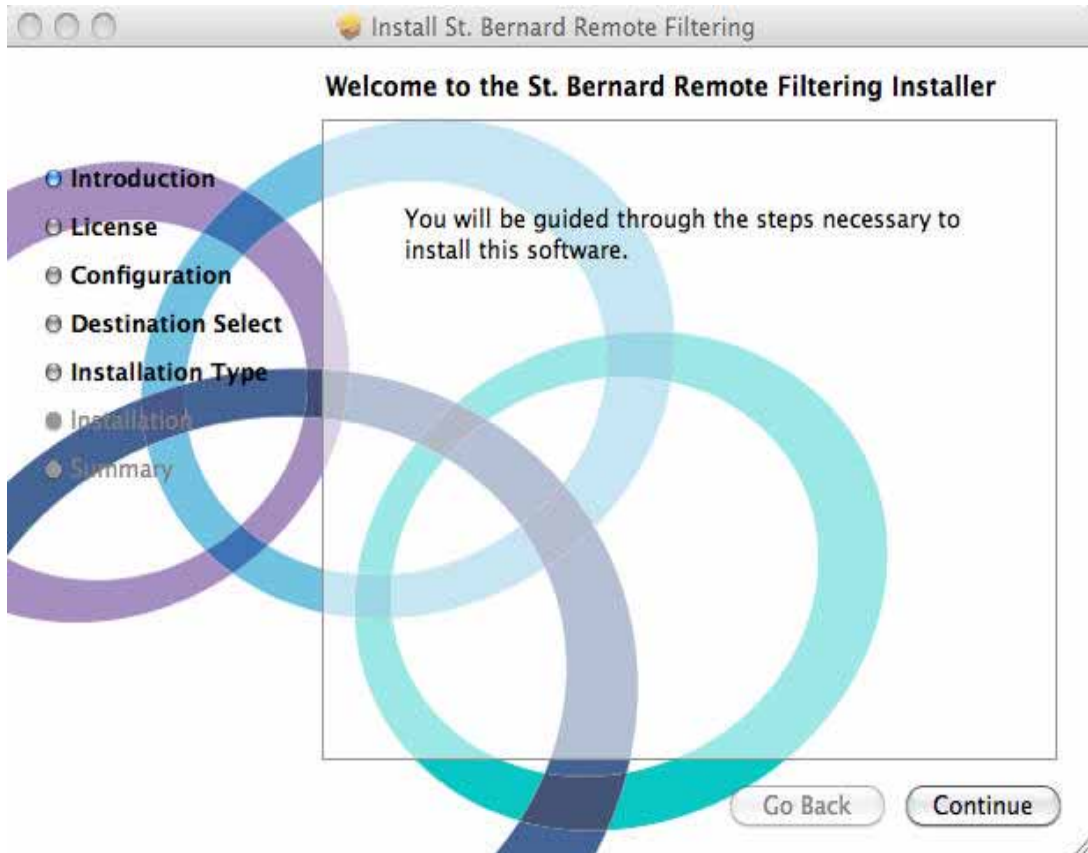 Install St. Bernard Remote Filtering
Welcome to the St. Bernard Remote Filtering Installer
Introduction
License
Configuration
Destination Select
Installation Type
Installation
Summary
You will be guided through the steps necessary to
install this software.
Go Back
Continue